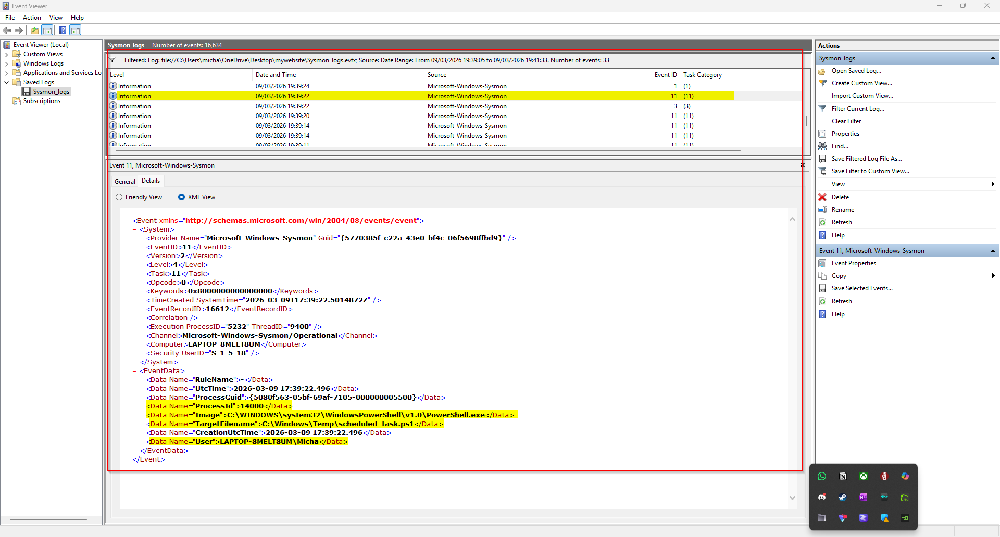 Event Viewer
File Action View Help
Event Viewer (Local)
Custom Views
Windows Logs
Applications and Services Lo
Saved Logs
Sysmon_logs
Subscriptions
Sysmon_logs Number of events: 16,634
Filtered: Log: file://C:\Users\micha\OneDrive\Desktop\mywebsite\Sysmon_logs.evtx; Source: Date Range: From 09/03/2026 19:39:05 to 09/03/2026 19:41:33. Number of events: 33
Level Date and Time Source Event ID Task Category
Information 09/03/2026 19:39:24 Microsoft-Windows-Sysmon 1 (1)
Information 09/03/2026 19:39:22 Microsoft-Windows-Sysmon 11 (11)
Information 09/03/2026 19:39:22 Microsoft-Windows-Sysmon 3 (3)
Information 09/03/2026 19:39:20 Microsoft-Windows-Sysmon 11 (11)
Information 09/03/2026 19:39:14 Microsoft-Windows-Sysmon 11 (11)
Information 09/03/2026 19:39:14 Microsoft-Windows-Sysmon 11 (11)
Information 09/03/2026 19:39:11 Microsoft-Windows-Sysmon 11 (11)
Event 11, Microsoft-Windows-Sysmon
General Details
Friendly View XML View
- <Event xmlns="http://schemas.microsoft.com/win/2004/08/events/event">
- <System>
<Provider Name="Microsoft-Windows-Sysmon" Guid="{5770385f-c22a-43e0-bf4c-06f5698ffbd9}" />
<EventID>11</EventID>
<Version>2</Version>
<Level>4</Level>
<Task>11</Task>
<Opcode>0</Opcode>
<Keywords>0x8000000000000000</Keywords>
<TimeCreated SystemTime="2026-03-09T17:39:22.5014872Z" />
<EventRecordID>16612</EventRecordID>
<Correlation />
<Execution ProcessID="5232" ThreadID="9400" />
<Channel>Microsoft-Windows-Sysmon/Operational</Channel>
<Computer>LAPTOP-8MELT8UM</Computer>
<Security UserID="S-1-5-18" />
</System>
- <EventData>
<Data Name="RuleName">-</Data>
<Data Name="UtcTime">2026-03-09 17:39:22.496</Data>
<Data Name="ProcessGuid">{5080f563-05bf-69af-7105-000000005500}</Data>
<Data Name="ProcessId">14000</Data>
<Data Name="Image">C:\WINDOWS\system32\WindowsPowerShell\v1.0\PowerShell.exe</Data>
<Data Name="TargetFilename">C:\Windows\Temp\scheduled_task.ps1</Data>
<Data Name="CreationUtcTime">2026-03-09 17:39:22.496</Data>
<Data Name="User">LAPTOP-8MELT8UM\Micha</Data>
</EventData>
</Event>
Actions
Sysmon_logs
Open Saved Log...
Create Custom View...
Import Custom View...
Filter Current Log...
Clear Filter
Properties
Find...
Save Filtered Log File As...
Save Filter to Custom View...
View
Delete
Rename
Refresh
Help
Event 11, Microsoft-Windows-Sysmon
Event Properties
Copy
Save Selected Events...
Refresh
Help